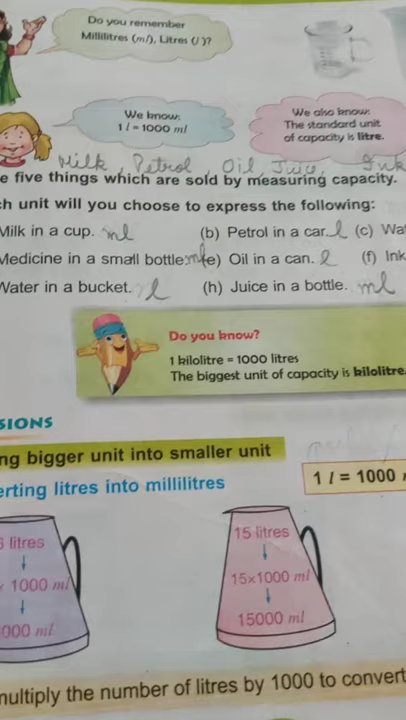 Do you remember
Millilitres (ml), Litres (l)?
We know:
1 l = 1000 ml
We also know:
The standard unit
of capacity is litre.
Milk, Petrol, Oil, Juice, Ink
e five things which are sold by measuring capacity.
ch unit will you choose to express the following:
Milk in a cup. ml (b) Petrol in a car. l (c) Wa
Medicine in a small bottle ml e) Oil in a can. l (f) Ink
Water in a bucket. l (h) Juice in a bottle. ml
Do you know?
1 kilolitre = 1000 litres
The biggest unit of capacity is kilolitre.
SIONS
ng bigger unit into smaller unit
erting litres into millilitres
1 l = 1000
litres
15 litres
× 1000 ml
15×1000 ml
000 ml
15000 ml
multiply the number of litres by 1000 to convert